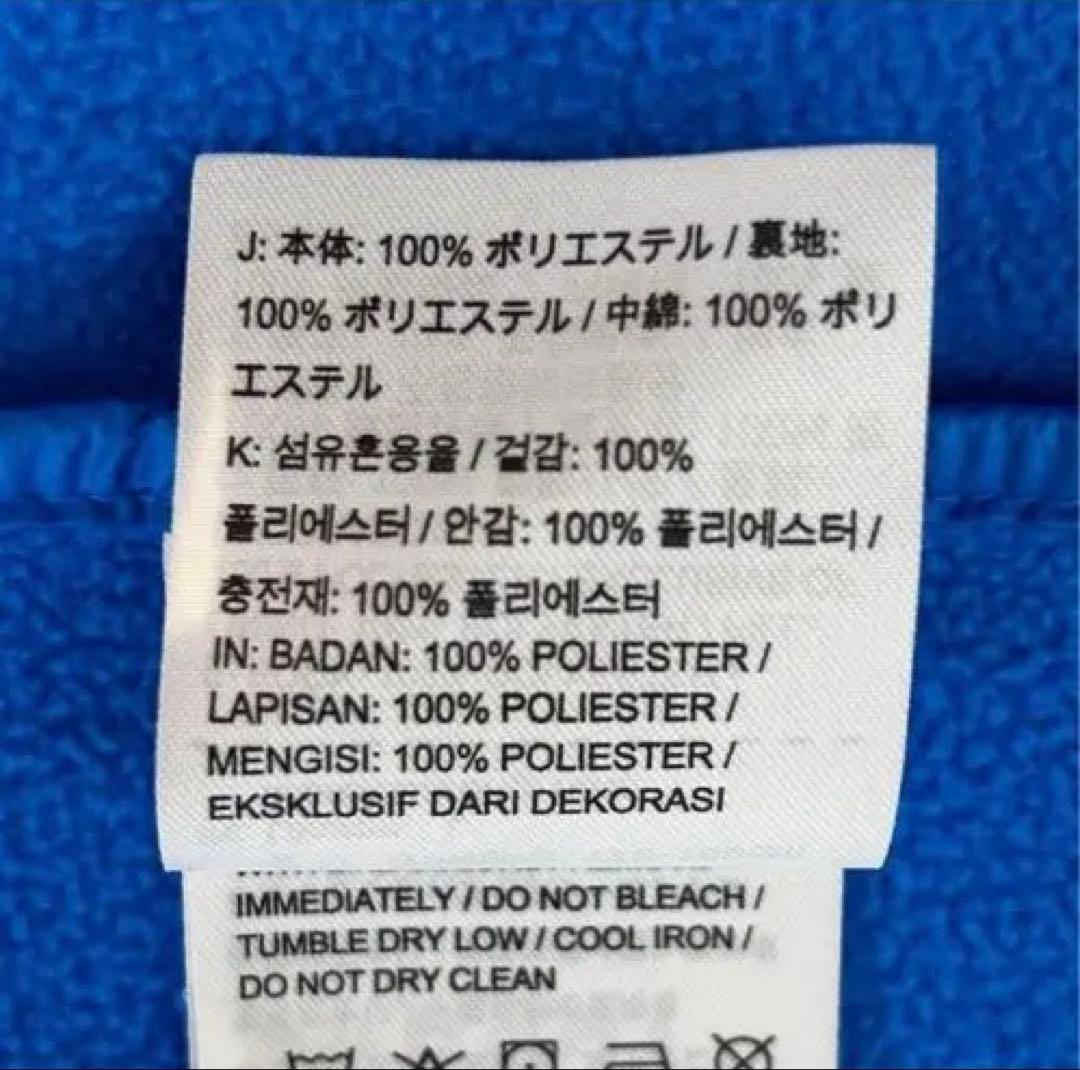 J: 本体: 100% ポリエステル / 裏地:
100% ポリエステル / 中綿: 100% ポリ
エステル
K: 섬유혼용율 / 겉감: 100%
폴리에스터 / 안감: 100% 폴리에스터 /
충전재: 100% 폴리에스터
IN: BADAN: 100% POLIESTER /
LAPISAN: 100% POLIESTER /
MENGISI: 100% POLIESTER /
EKSKLUSIF DARI DEKORASI
IMMEDIATELY / DO NOT BLEACH /
TUMBLE DRY LOW / COOL IRON /
DO NOT DRY CLEAN